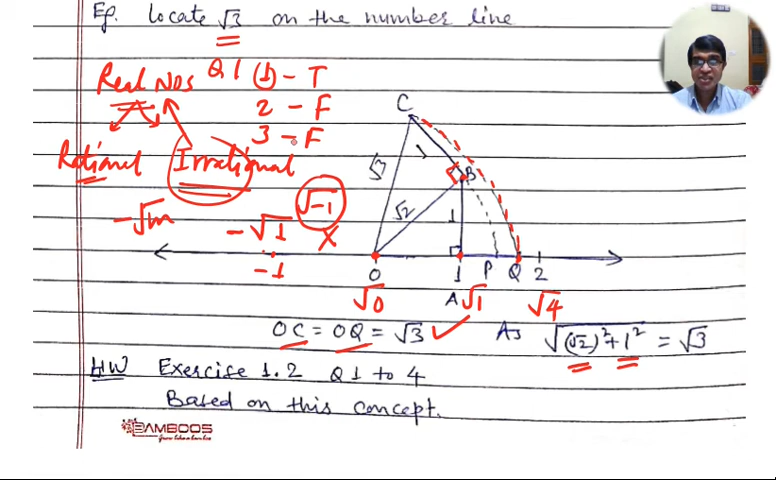 Eg. Locate √3 on the number line
Real Nos Q1 (1) - T
2 - F
3 - F
Rational Irrational
-√m
-√1 √-1
X
-1
C
B
√3
1
√2
1
O 1 P Q 2
A
√0 √1 √4
OC = OQ = √3 ✓ As √(√2)²+1² = √3
HW Exercise 1.2 Q 1 to 4
Based on this concept.
BAMBOOS